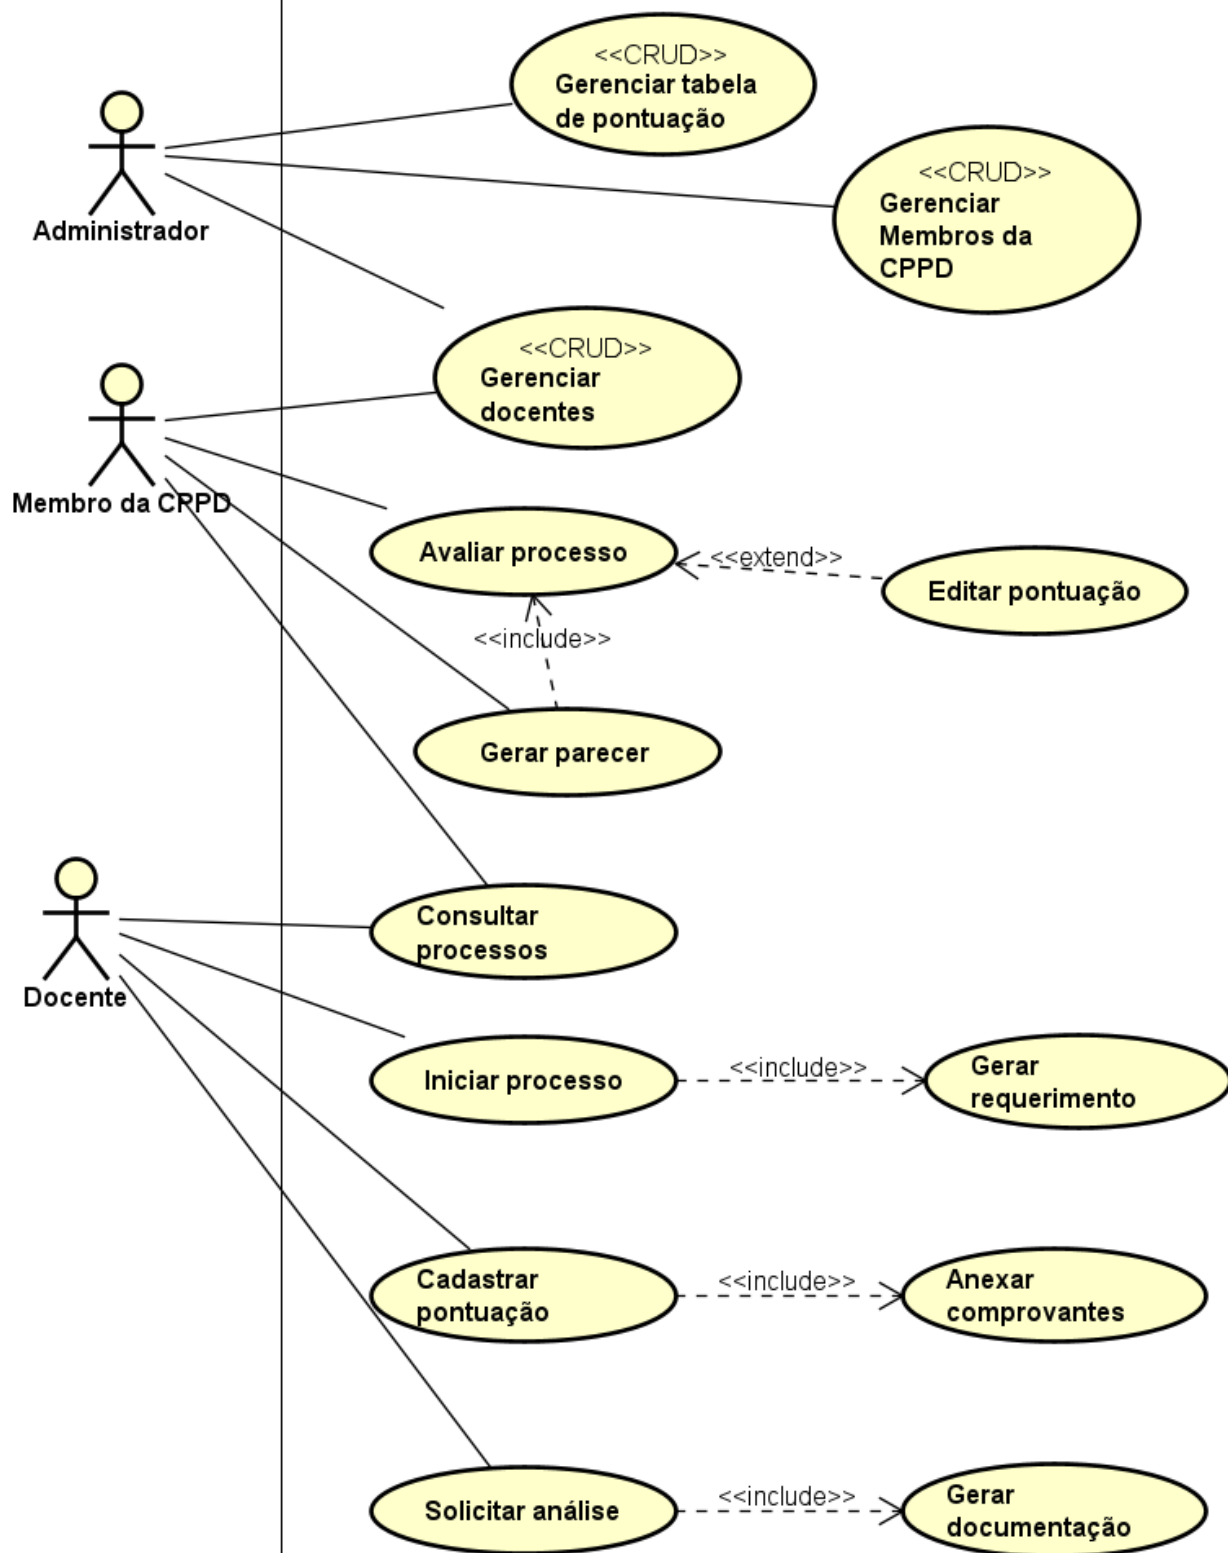 <<CRUD>>
Gerenciar tabela
de pontuação
Administrador
<<CRUD>>
Gerenciar
Membros da
CPPD
<<CRUD>>
Gerenciar
docentes
Membro da CPPD
Avaliar processo
<<extend>>
Editar pontuação
<<include>>
Gerar parecer
Docente
Consultar
processos
Iniciar processo
<<include>>
Gerar
requerimento
Cadastrar
pontuação
<<include>>
Anexar
comprovantes
Solicitar análise
<<include>>
Gerar
documentação